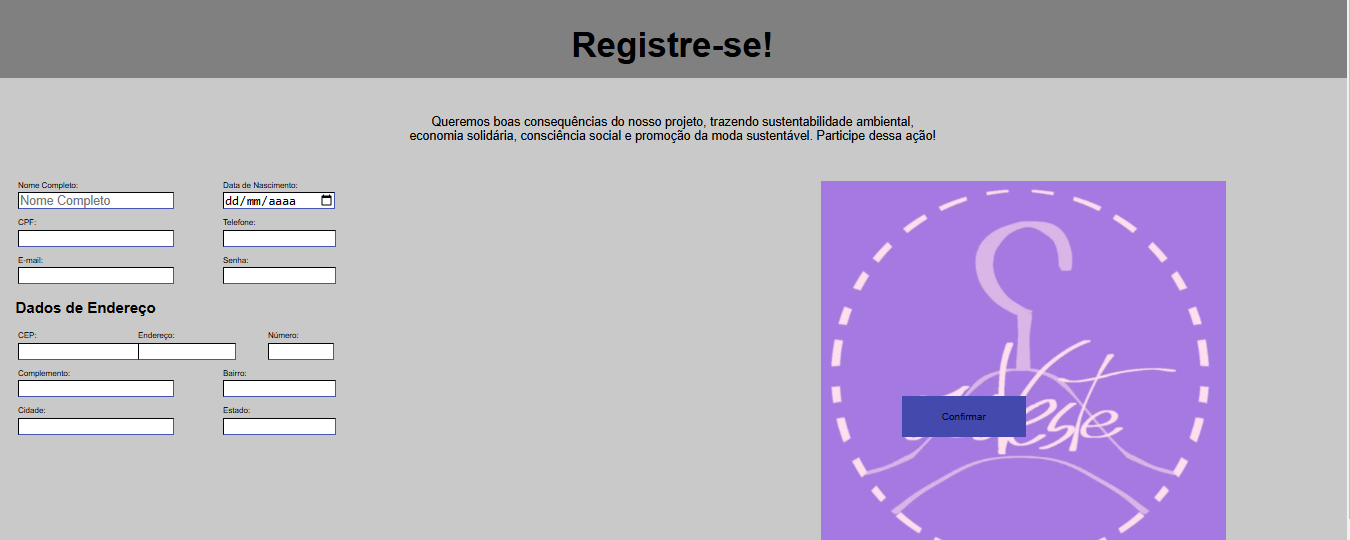 Registre-se!
Queremos boas consequências do nosso projeto, trazendo sustentabilidade ambiental,
economia solidária, consciência social e promoção da moda sustentável. Participe dessa ação!
Nome Completo: Data de Nascimento:
Nome Completo dd/mm/aaaa
CPF: Telefone:
E-mail: Senha:
Dados de Endereço
CEP: Endereço: Número:
Complemento: Bairro:
Cidade: Estado:
Confirmar